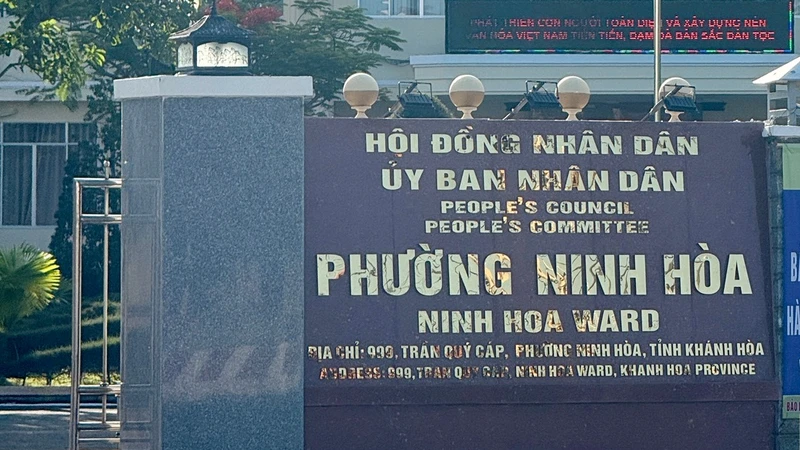 PHÁT TRIỂN CON NGƯỜI TOÀN DIỆN VÀ XÂY DỰNG NỀN
VĂN HÓA VIỆT NAM TIÊN TIẾN, ĐẬM ĐÀ BẢN SẮC DÂN TỘC
HỘI ĐỒNG NHÂN DÂN
ỦY BAN NHÂN DÂN
PEOPLE'S COUNCIL
PEOPLE'S COMMITTEE
PHƯỜNG NINH HÒA
NINH HOA WARD
ĐỊA CHỈ: 999, TRẦN QUÝ CÁP, PHƯỜNG NINH HÒA, TỈNH KHÁNH HÒA
ADDRESS: 999, TRAN QUY CAP, NINH HOA WARD, KHANH HOA PROVINCE